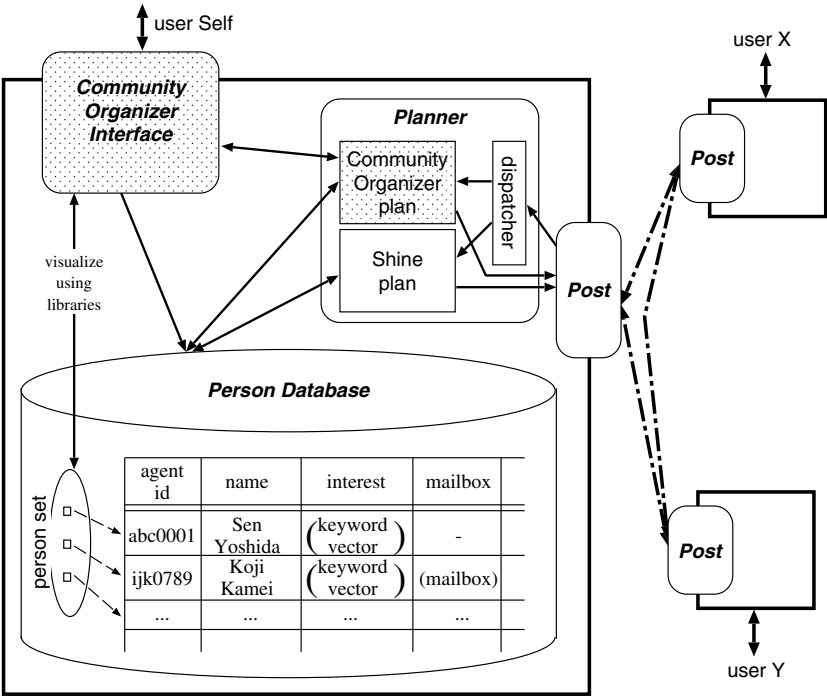 user Self
user X
Community
Organizer
Interface
Planner
Community
Organizer
plan
dispatcher
Post
Shine
plan
Post
visualize
using
libraries
Person Database
person set
agent
id
name
interest
mailbox
abc0001
Sen
Yoshida
(keyword
vector)
-
ijk0789
Koji
Kamei
(keyword
vector)
(mailbox)
...
...
...
...
Post
user Y